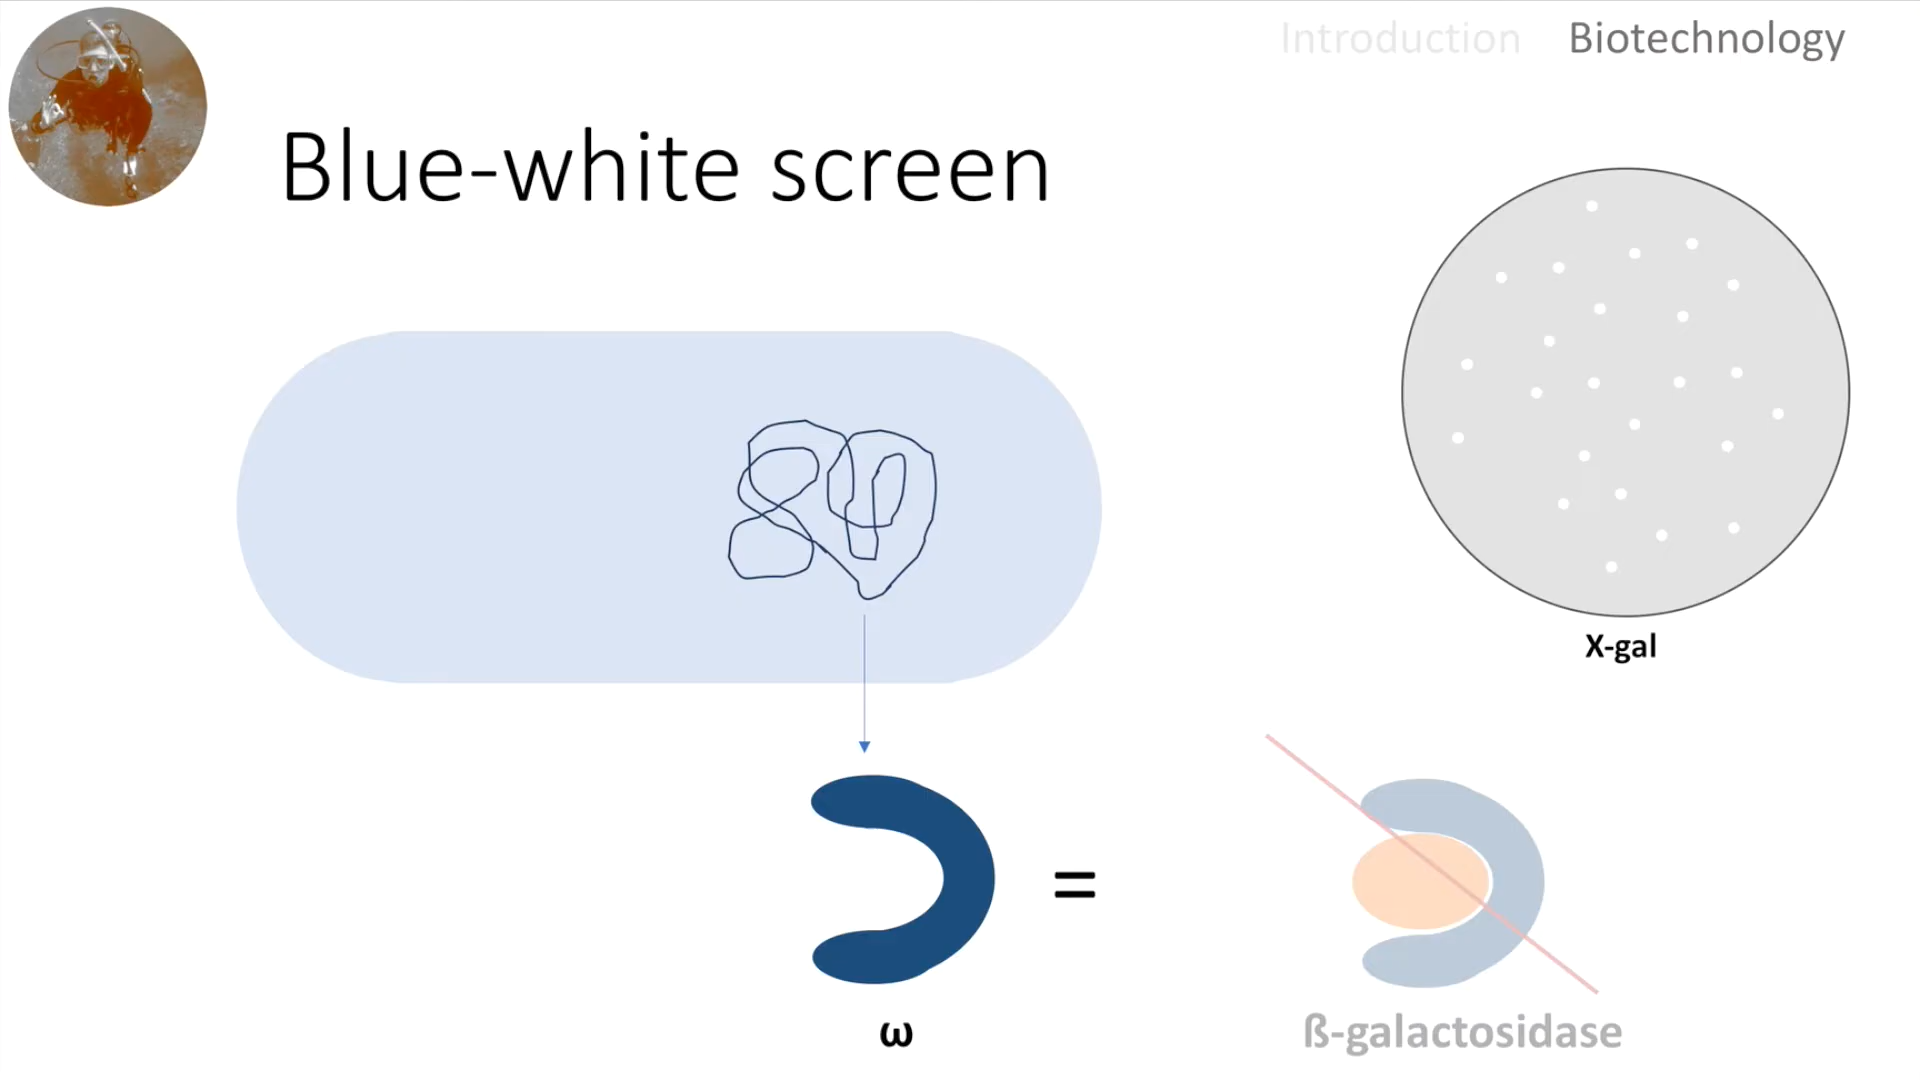 Introduction Biotechnology
Blue-white screen
X-gal
=
ω
ß-galactosidase